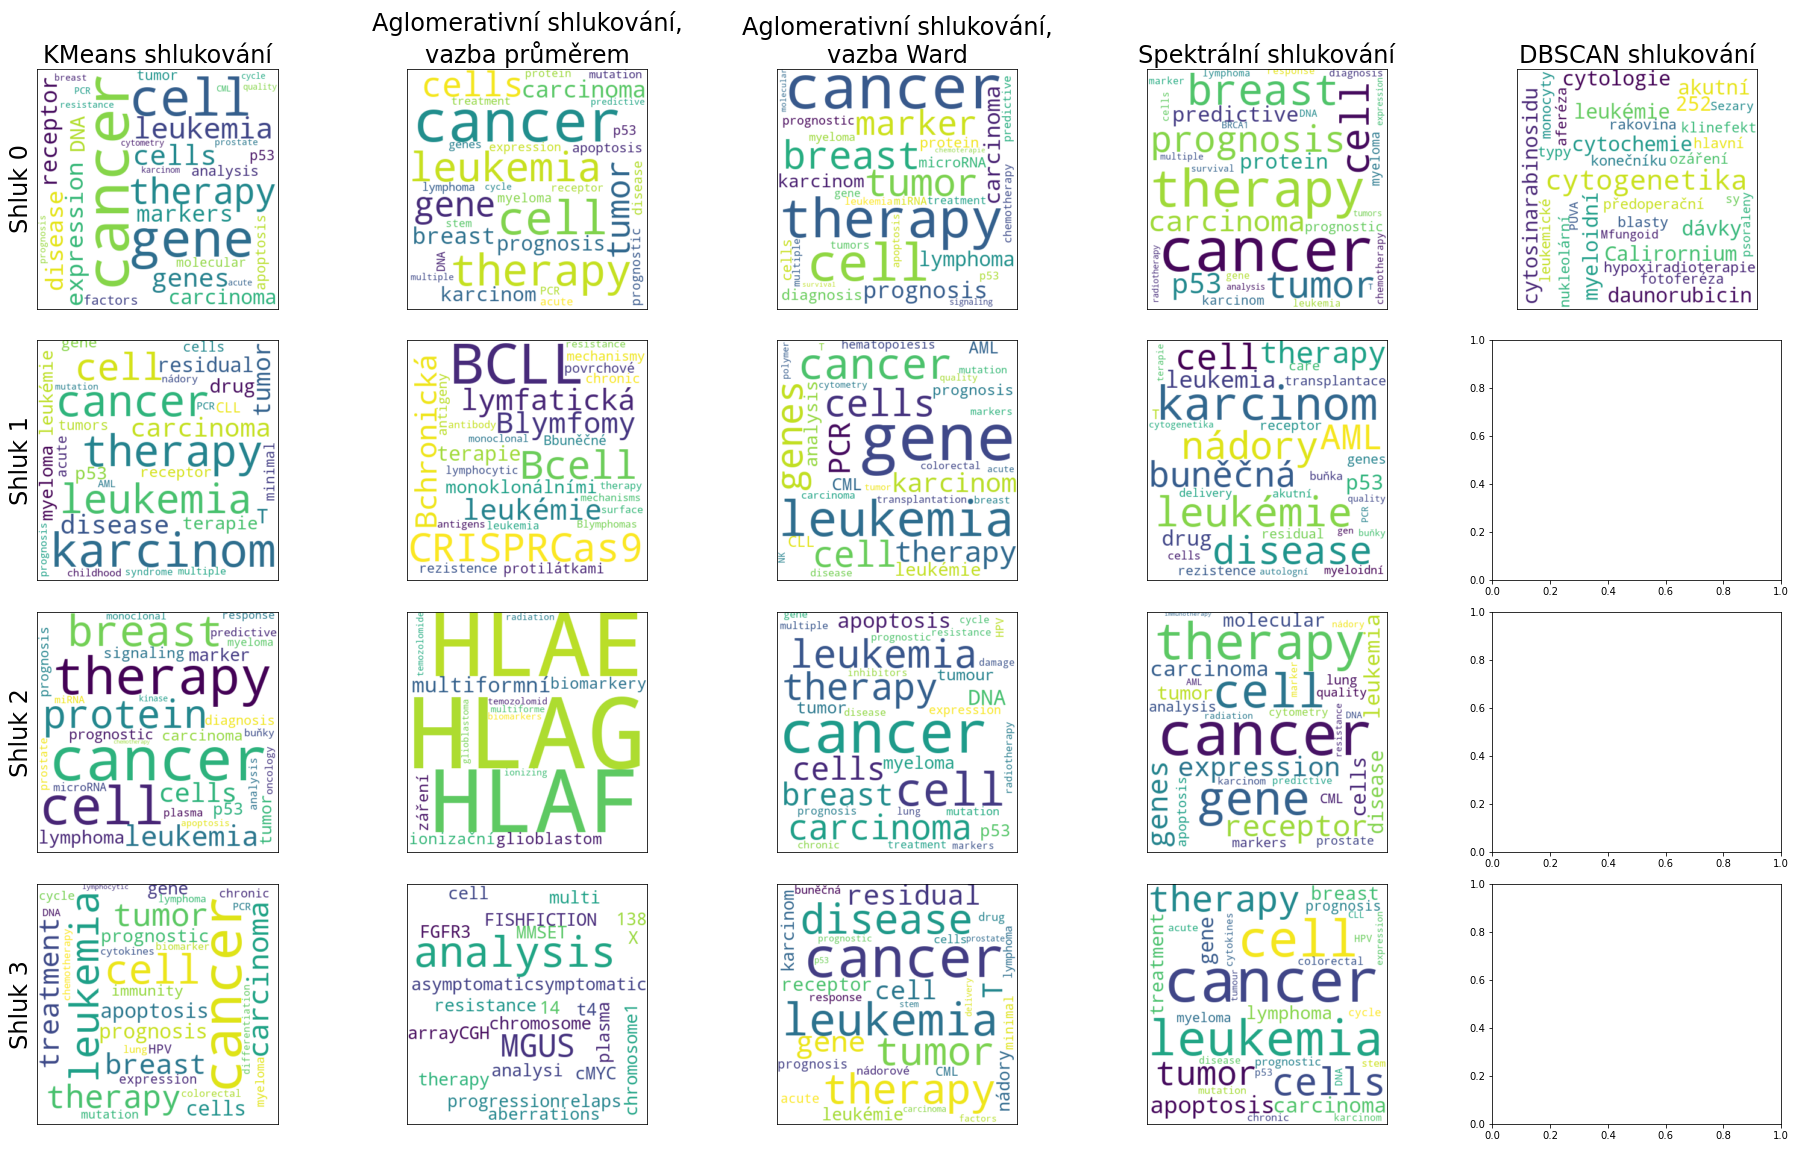 Aglomerativní shlukování,
Aglomerativní shlukování,
KMeans shlukování
vazba průměrem
vazba Ward
Spektrální shlukování
DBSCAN shlukování
Shluk 0
breast tumor cycle
PCR CML quality
resistance
cancer
cell
receptor
DNA
leukemia
cytometry prostate
cells p53
karcinom analysis
therapy
markers
disease
expression
gene
prognosis
molecular
apoptosis
genes acute
factors carcinoma
protein mutation
cells carcinoma
treatment predictive
cancer p53
genes expression apoptosis
leukemia
lymphoma cycle receptor
gene myeloma
cell
tumor
disease
stem
breast prognosis
DNA
multiple therapy
prognostic
karcinom PCR
acute
molecular
cancer
prognostic marker
carcinoma
predictive
myeloma protein
chemoterapie
breast microRNA
karcinom tumor
gene
leukemia miRNA treatment
therapy
chemotherapy
cells
multiple
tumors
apoptosis
cell lymphoma
p53
survival
diagnosis prognosis
signaling
lymphoma response diagnosis
marker
breast
cells
predictive DNA
BRCA1
expression
cell
prognosis
multiple protein
survival
myeloma
therapy
carcinoma tumors
prognostic
cancer
radiotherapy
gene
p53 analysis tumor T
karcinom leukemia
chemotherapy
cytologie
monocyty
akutní
aferéza
leukémie 252 Sezary
rakovina klinefekt
cytochemie hlavní
typy konečníku ozáření
cytosinarabinosidu
cytogenetika
leukemické
PUVA
předoperační sy
blasty dávky
Mfungoid
myeloidní
nukleolární
Calirornium
psoraleny
hypoxiradioterapie
fotoferéza
daunorubicin
Shluk 1
gene cells
cell residual
tumor
mutation nádory drug
leukémie
cancer PCR CLL
tumors carcinoma
acute
therapy
myeloma
p53 receptor
AML
minimal
leukemia
disease terapie T
prognosis
karcinom
childhood syndrome multiple
BCLL resistance
mechanismy
povrchové
chronic
Bchronická
antigeny
lymfatická
antibody Blymfomy
monoclonal Bbuněčné
terapie Bcell
lymphocytic
monoklonálními therapy
mechanisms
leukémie surface
antigens leukemia Blymphomas
CRISPRCas9
rezistence protilátkami
polymer
T hematopoiesis AML
cancer mutation
cytometry quality
prognosis
genes
analysis
cells markers
PCR
gene
colorectal acute
CML karcinom
carcinoma tumor
transplantation breast
leukemia
NK
CLL
cell therapy
disease leukémie
terapie
cell therapy
care
leukemia transplantace
karcinom
T
cytogenetika receptor
nádory AML
genes
buněčná buňka p53
delivery akutní quality
leukémie
PCR
drug residual gen buňky
cells disease
rezistence autologní myeloidní
1.0
0.8
0.6
0.4
0.2
0.0
0.0 0.2 0.4 0.6 0.8 1.0
Shluk 2
monoclonal response
breast predictive
myeloma
prognosis
signaling marker
therapy
miRNA kinase
protein diagnosis
prognostic carcinoma buňky
chemotherapy
cancer
prostate
microRNA
analysis
oncology
cell cells
plasma p53
apoptosis
tumor
lymphoma leukemia
temozolomide
radiation
HLAE
multiformní biomarkery
temozolomid
multiforme
biomarkers
HLAG
glioblastoma
ionizing
záření
HLAF
ionizační glioblastom
gene
multiple apoptosis cycle
HPV
prognostic resistance
leukemia damage
inhibitors
therapy tumour
DNA
tumor disease expression
cancer
cells myeloma
radiotherapy
breast cell
prognosis lung mutation
carcinoma p53
chronic treatment markers
immunotherapy
molecular nádory
therapy
leukemia
carcinoma
AML
tumor cell
marker
lung
quality
analysis
radiation cytometry DNA
resistance
cancer
genes
expression
karcinom predictive
apoptosis
gene CML
cells
disease
receptor
markers prostate
1.0
0.8
0.6
0.4
0.2
0.0
0.0 0.2 0.4 0.6 0.8 1.0
Shluk 3
lymphocytic
cycle gene chronic
lymphoma PCR
DNA
tumor
treatment
chemotherapy
leukemia
prognostic
cytokines biomarker
cell
immunity
cancer
carcinoma
apoptosis
prognosis
lung HPV
differentiation
breast
expression
therapy colorectal
myeloma
mutation cells
cell multi
FISHFICTION 138
FGFR3 MMSET X
analysis
asymptomaticsymptomatic
resistance 14 t4
chromosome
arrayCGH
plasma
chromosome1
MGUS
analysi cMYC
therapy
progressionrelaps
aberrations
buněčná residual
karcinom
disease drug
prognostic cells prostate
cancer
lymphoma
p53
receptor
response cell T
stem
delivery
leukemia
minimal
gene tumor
prognosis nádorové CML
acute therapy
nádory
leukémie carcinoma
factors
therapy breast
prognosis
CLL
treatment
acute
gene
cytokines
cell HPV
expression
colorectal
cancer
tumour
myeloma lymphoma cycle
leukemia
disease prognostic stem
p53
tumor DNA cells
mutation
apoptosis carcinoma
chronic karcinom
1.0
0.8
0.6
0.4
0.2
0.0
0.0 0.2 0.4 0.6 0.8 1.0